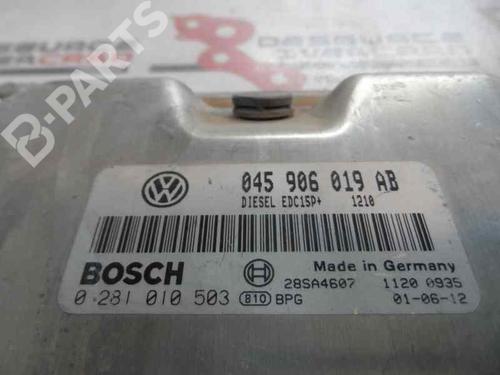 B-PARTS
045 906 019 AB
DIESEL EDC15P+ 1210
BOSCH
Made in Germany
28SA4607 1120 0935
0 281 010 503 810 BPG 01-06-12